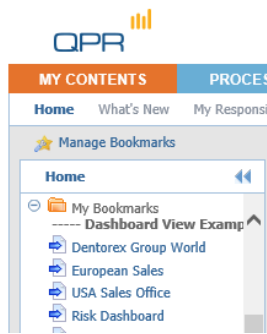 QPR
MY CONTENTS PROCES
Home What's New My Responsi
Manage Bookmarks
Home
My Bookmarks
----- Dashboard View Examp
Dentorex Group World
European Sales
USA Sales Office
Risk Dashboard